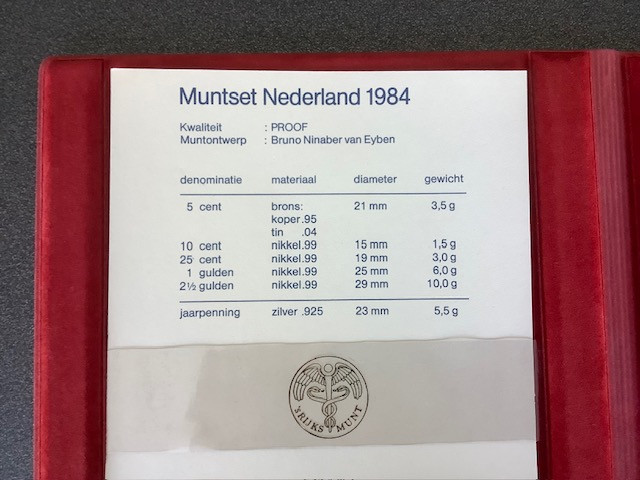 Muntset Nederland 1984
Kwaliteit : PROOF
Muntontwerp : Bruno Ninaber van Eyben
denominatie materiaal diameter gewicht
5 cent brons: 21 mm 3,5 g
koper .95
tin .04
10 cent nikkel .99 15 mm 1,5 g
25 cent nikkel .99 19 mm 3,0 g
1 gulden nikkel .99 25 mm 6,0 g
2½ gulden nikkel .99 29 mm 10,0 g
jaarpenning zilver .925 23 mm 5,5 g
'S RIJKS MUNT